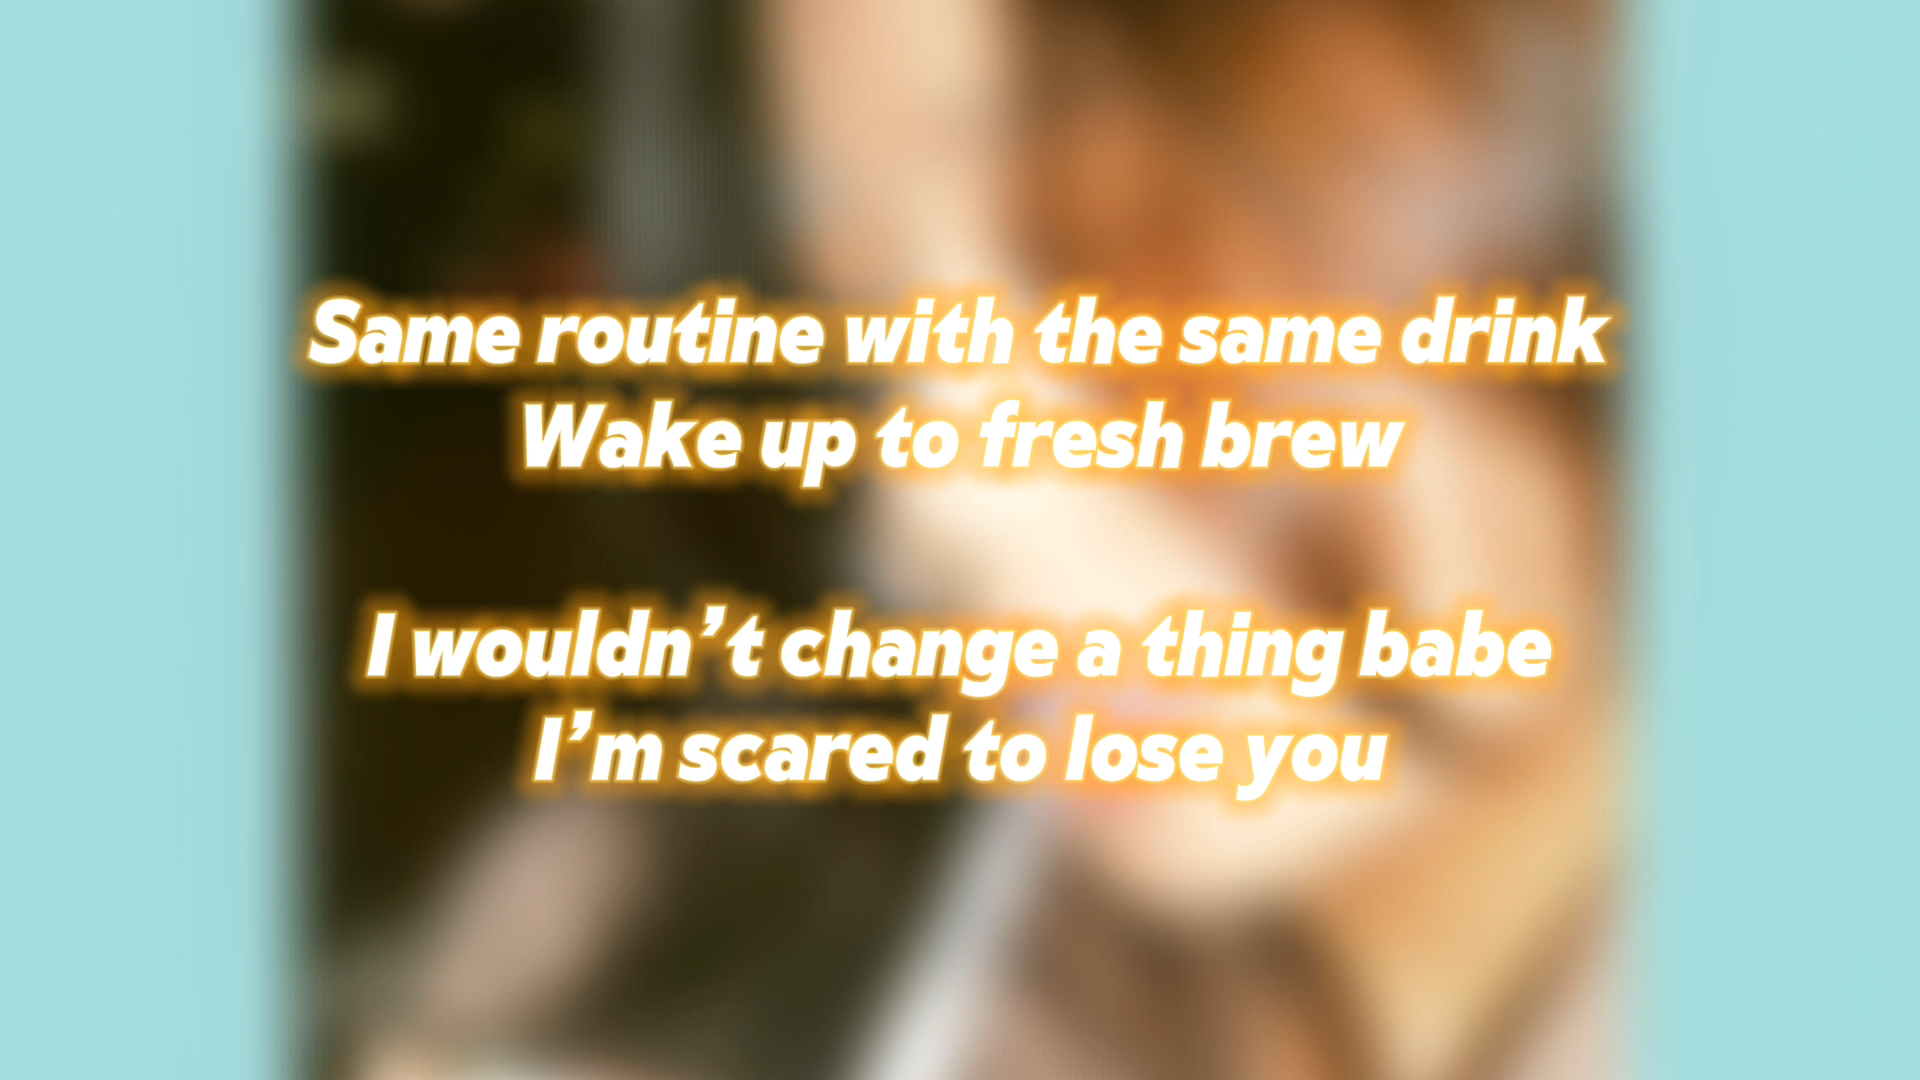 Same routine with the same drink
Wake up to fresh brew
I wouldn’t change a thing babe
I’m scared to lose you